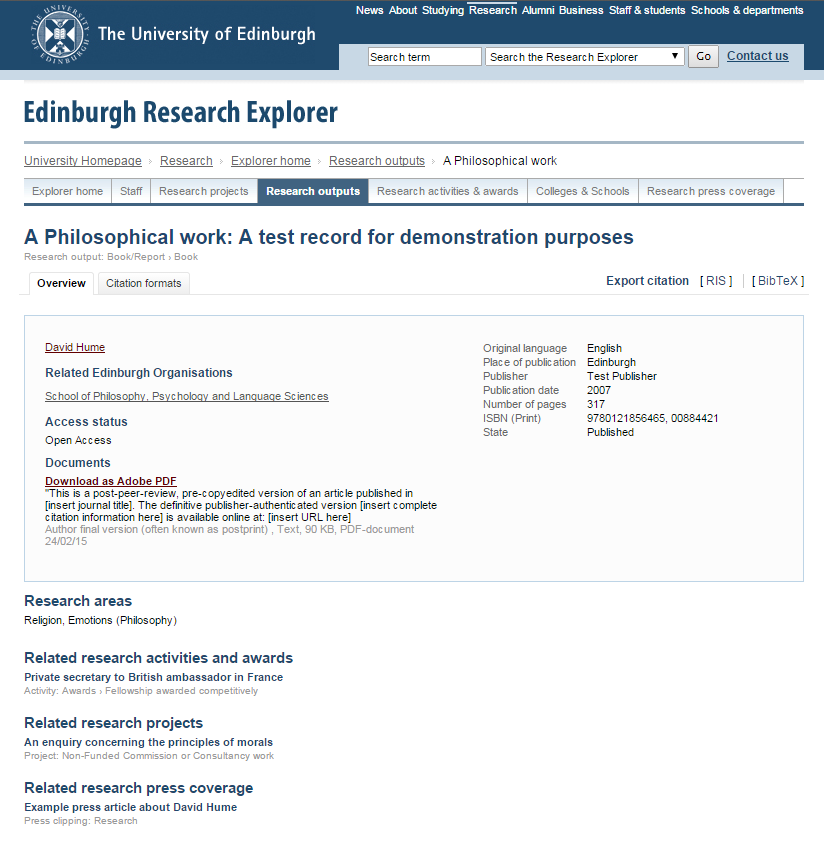 News About Studying Research Alumni Business Staff & students Schools & departments
The University of Edinburgh
Search term Search the Research Explorer Go Contact us
Edinburgh Research Explorer
University Homepage › Research › Explorer home › Research outputs › A Philosophical work
Explorer home Staff Research projects Research outputs Research activities & awards Colleges & Schools Research press coverage
A Philosophical work: A test record for demonstration purposes
Research output: Book/Report › Book
Overview Citation formats Export citation [ RIS ] [ BibTeX ]
David Hume
Related Edinburgh Organisations
School of Philosophy, Psychology and Language Sciences
Access status
Open Access
Documents
Download as Adobe PDF
"This is a post-peer-review, pre-copyedited version of an article published in
[insert journal title]. The definitive publisher-authenticated version [insert complete
citation information here] is available online at: [insert URL here]
Author final version (often known as postprint) , Text, 90 KB, PDF-document
24/02/15
Original language English
Place of publication Edinburgh
Publisher Test Publisher
Publication date 2007
Number of pages 317
ISBN (Print) 9780121856465, 00884421
State Published
Research areas
Religion, Emotions (Philosophy)
Related research activities and awards
Private secretary to British ambassador in France
Activity: Awards › Fellowship awarded competitively
Related research projects
An enquiry concerning the principles of morals
Project: Non-Funded Commission or Consultancy work
Related research press coverage
Example press article about David Hume
Press clipping: Research